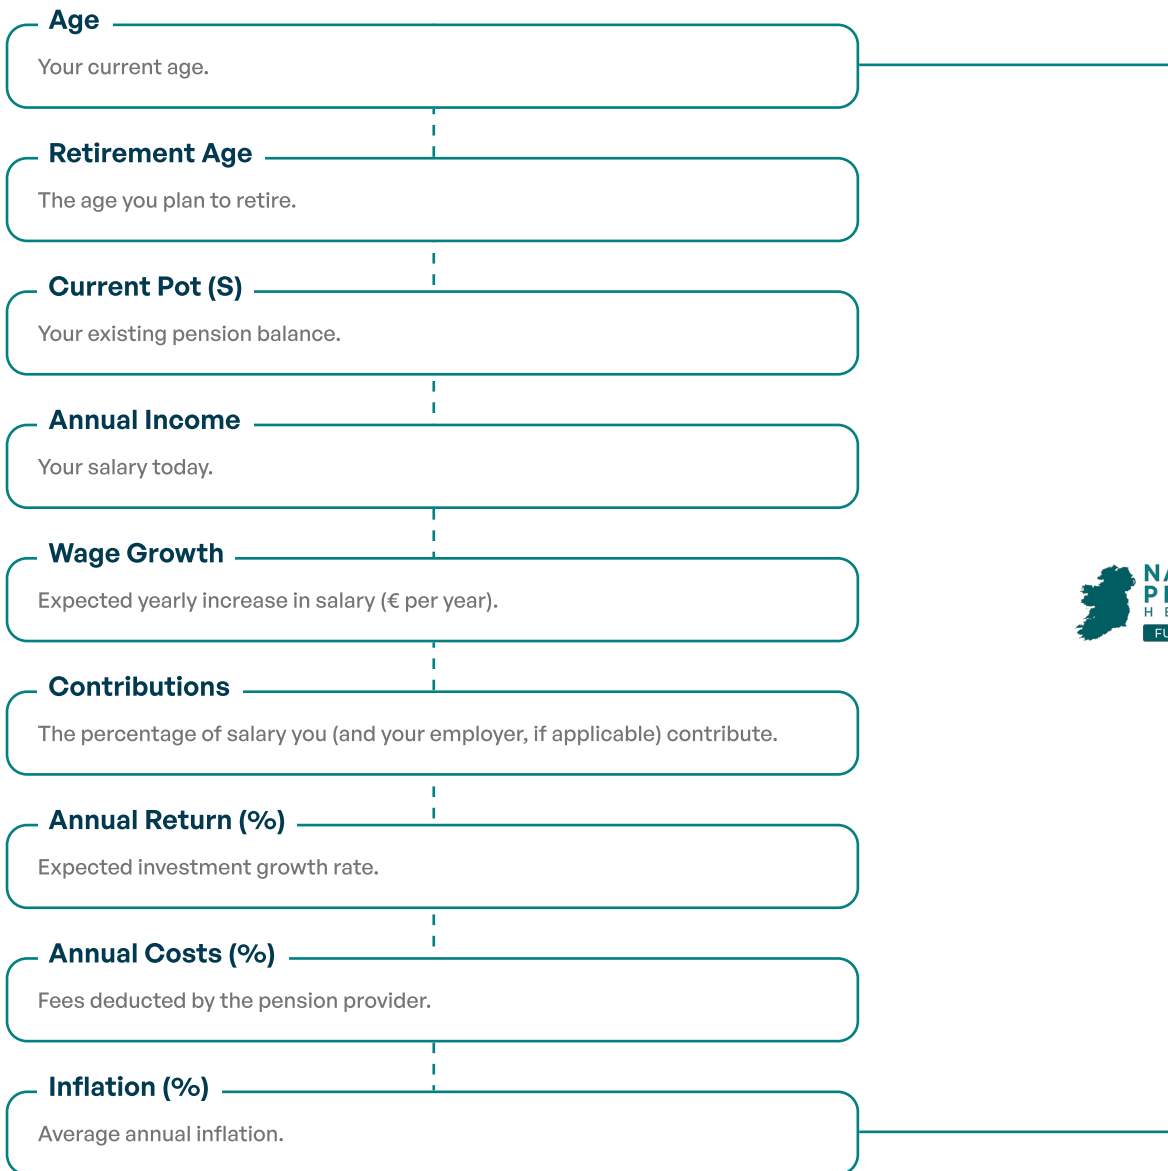 Age
Your current age.
Retirement Age
The age you plan to retire.
Current Pot (S)
Your existing pension balance.
Annual Income
Your salary today.
Wage Growth
Expected yearly increase in salary (€ per year).
Contributions
The percentage of salary you (and your employer, if applicable) contribute.
Annual Return (%)
Expected investment growth rate.
Annual Costs (%)
Fees deducted by the pension provider.
Inflation (%)
Average annual inflation.